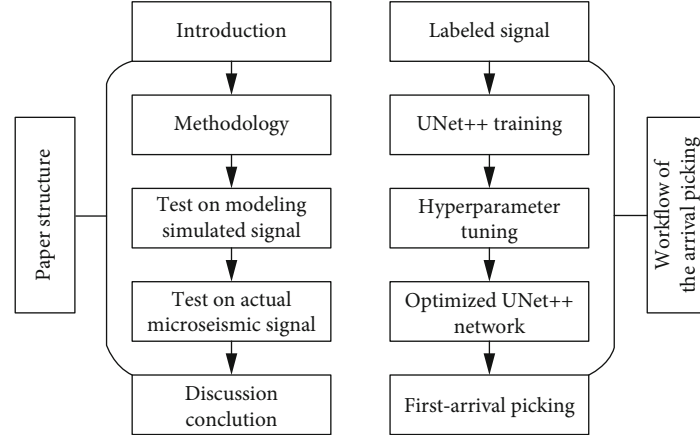 Paper structure
Introduction
Methodology
Test on modeling
simulated signal
Test on actual
microseismic signal
Discussion
conclution
Labeled signal
UNet++ training
Hyperparameter
tuning
Optimized UNet++
network
First-arrival picking
Workflow of
the arrival picking